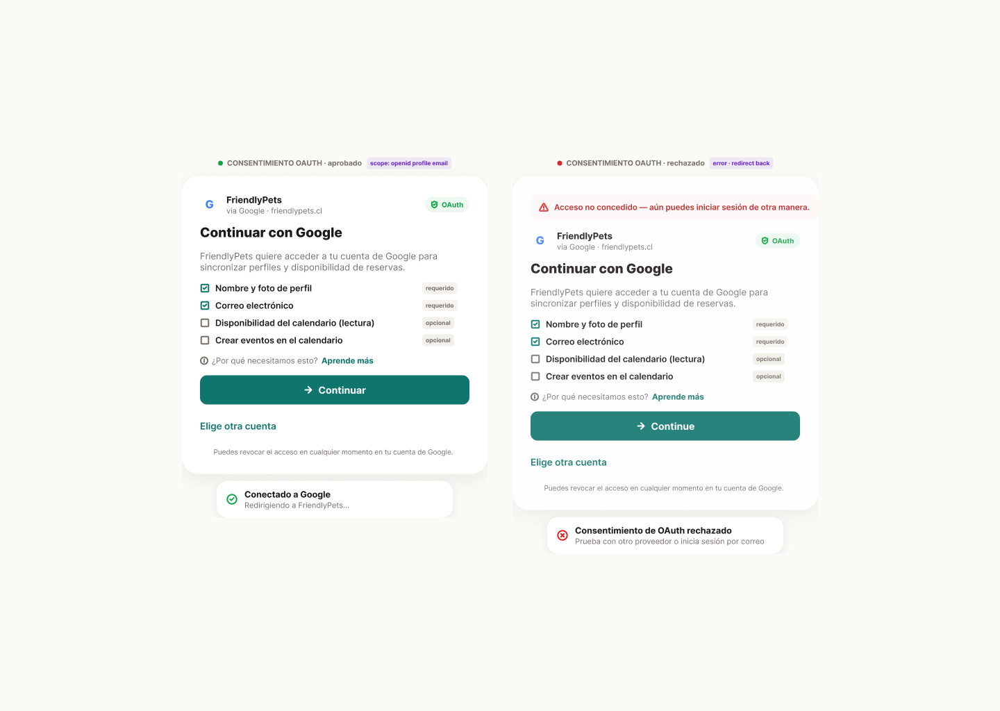 CONSENTIMIENTO OAUTH · aprobado scope: openid profile email
G FriendlyPets OAuth
via Google · friendlypets.cl
Continuar con Google
FriendlyPets quiere acceder a tu cuenta de Google para
sincronizar perfiles y disponibilidad de reservas.
Nombre y foto de perfil requerido
Correo electrónico requerido
Disponibilidad del calendario (lectura) opcional
Crear eventos en el calendario opcional
¿Por qué necesitamos esto? Aprende más
Continuar
Elige otra cuenta
Puedes revocar el acceso en cualquier momento en tu cuenta de Google.
Conectado a Google
Redirigiendo a FriendlyPets...
CONSENTIMIENTO OAUTH · rechazado error · redirect back
Acceso no concedido — aún puedes iniciar sesión de otra manera.
G FriendlyPets OAuth
via Google · friendlypets.cl
Continuar con Google
FriendlyPets quiere acceder a tu cuenta de Google para
sincronizar perfiles y disponibilidad de reservas.
Nombre y foto de perfil requerido
Correo electrónico requerido
Disponibilidad del calendario (lectura) opcional
Crear eventos en el calendario opcional
¿Por qué necesitamos esto? Aprende más
Continue
Elige otra cuenta
Puedes revocar el acceso en cualquier momento en tu cuenta de Google.
Consentimiento de OAuth rechazado
Prueba con otro proveedor o inicia sesión por correo